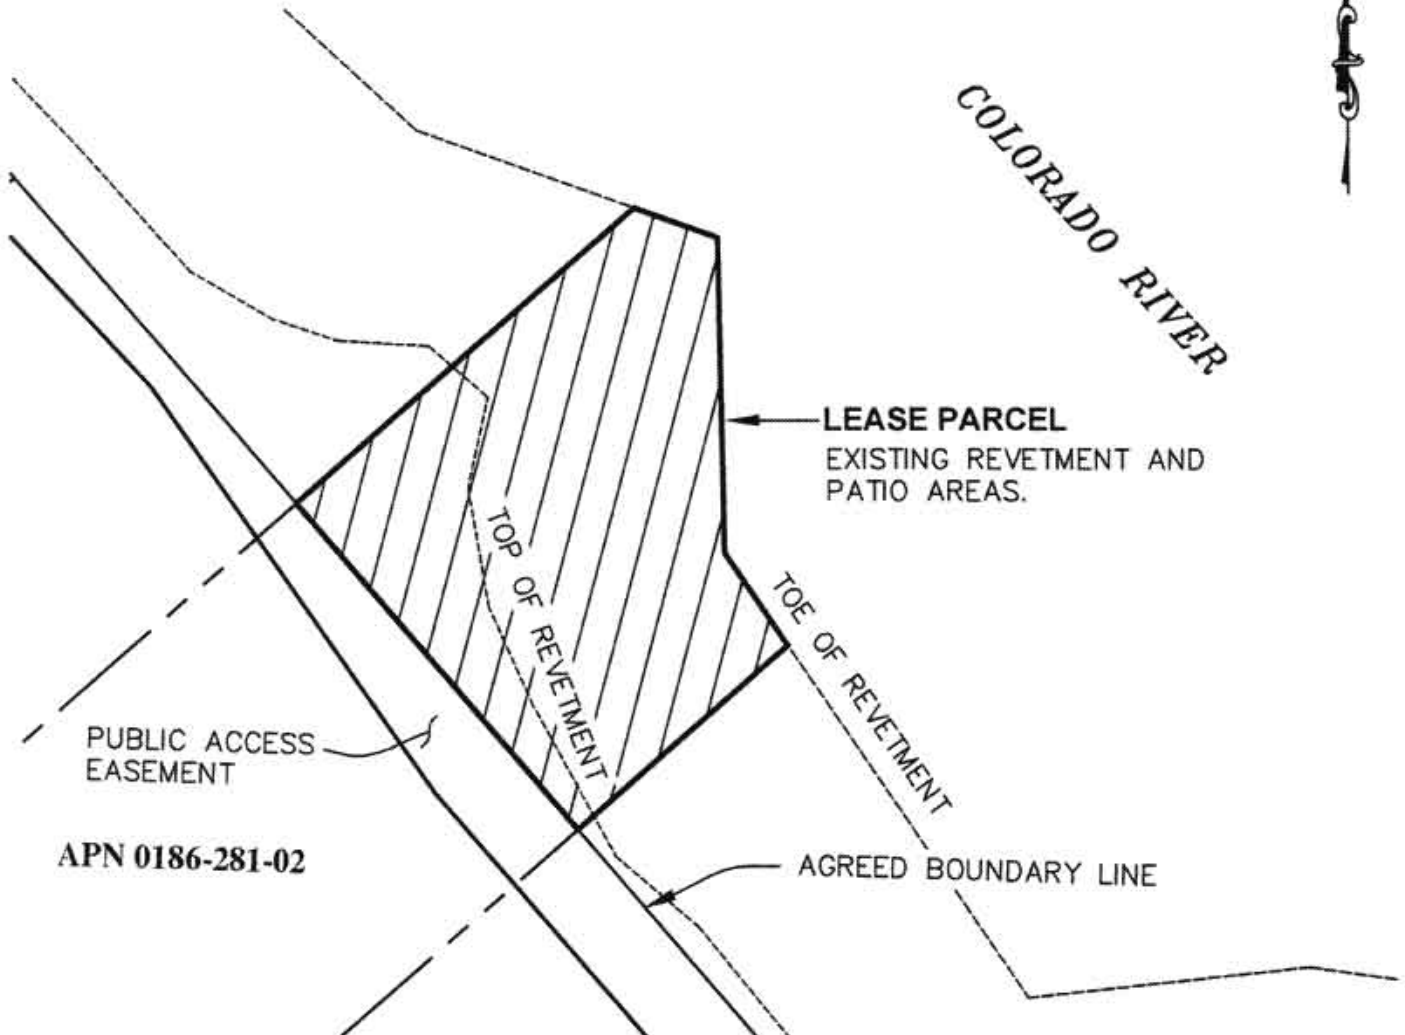 COLORADO RIVER
LEASE PARCEL
EXISTING REVETMENT AND
PATIO AREAS.
TOP OF REVETMENT
TOE OF REVETMENT
PUBLIC ACCESS
EASEMENT
APN 0186-281-02
AGREED BOUNDARY LINE